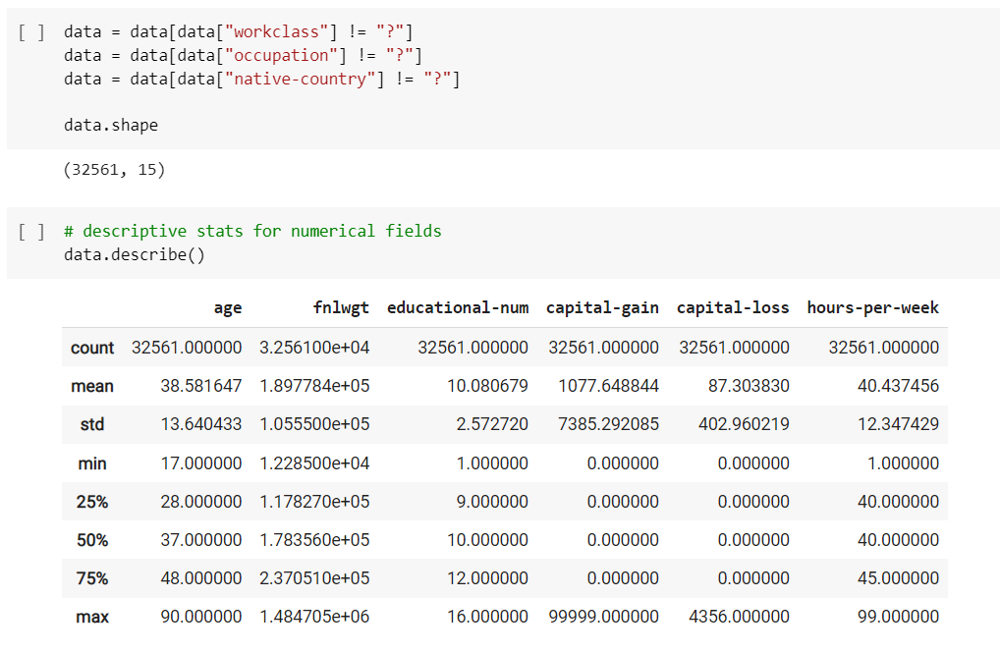 [ ] data = data[data["workclass"] != "?"]
data = data[data["occupation"] != "?"]
data = data[data["native-country"] != "?"]
data.shape
(32561, 15)
[ ] # descriptive stats for numerical fields
data.describe()
age fnlwgt educational-num capital-gain capital-loss hours-per-week
count 32561.000000 3.256100e+04 32561.000000 32561.000000 32561.000000 32561.000000
mean 38.581647 1.897784e+05 10.080679 1077.648844 87.303830 40.437456
std 13.640433 1.055500e+05 2.572720 7385.292085 402.960219 12.347429
min 17.000000 1.228500e+04 1.000000 0.000000 0.000000 1.000000
25% 28.000000 1.178270e+05 9.000000 0.000000 0.000000 40.000000
50% 37.000000 1.783560e+05 10.000000 0.000000 0.000000 40.000000
75% 48.000000 2.370510e+05 12.000000 0.000000 0.000000 45.000000
max 90.000000 1.484705e+06 16.000000 99999.000000 4356.000000 99.000000